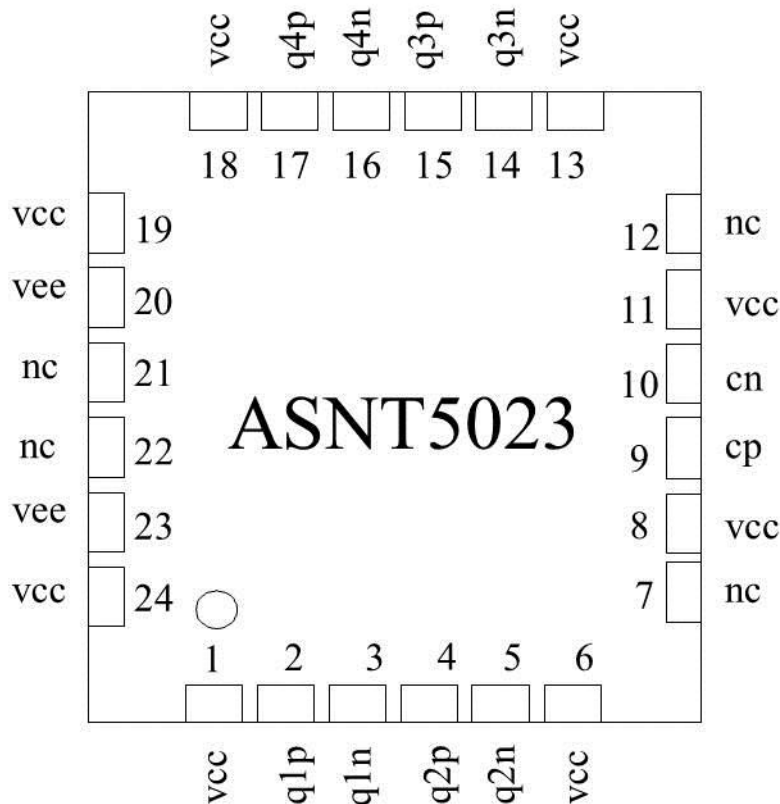 vcc q4p q4n q3p q3n vcc
18 17 16 15 14 13
vcc 19 12 nc
vee 20 11 vcc
nc 21 10 cn
ASNT5023
nc 22 9 cp
vee 23 8 vcc
vcc 24 7 nc
1 2 3 4 5 6
vcc q1p q1n q2p q2n vcc